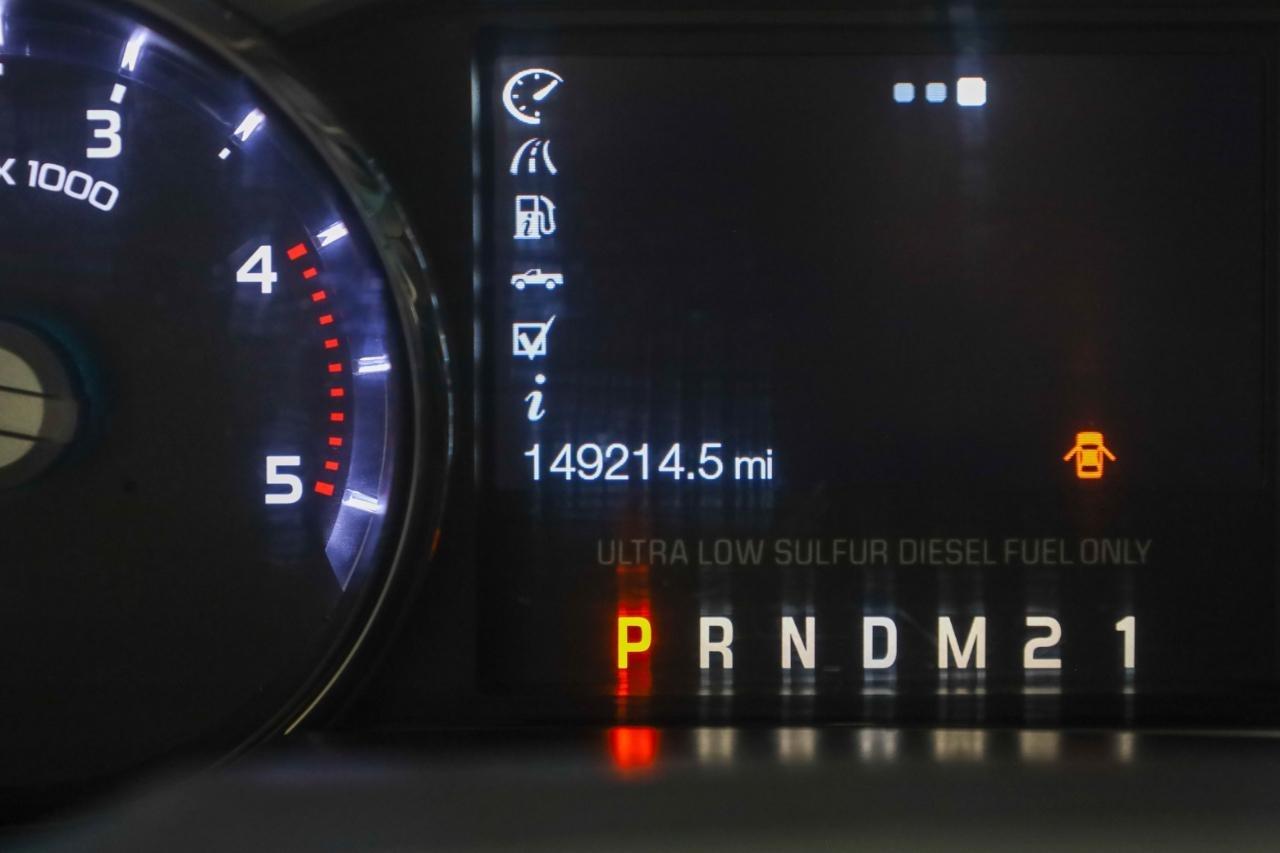 3
X 1000
4
5
149214.5 mi
ULTRA LOW SULFUR DIESEL FUEL ONLY
P R N D M 2 1